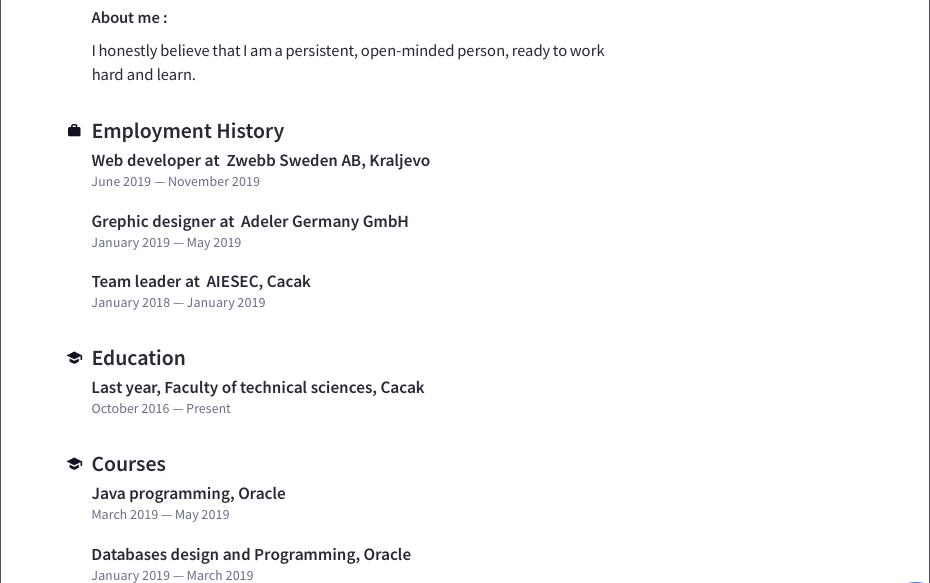 About me :
I honestly believe that I am a persistent, open-minded person, ready to work
hard and learn.
Employment History
Web developer at  Zwebb Sweden AB, Kraljevo
June 2019 — November 2019
Grephic designer at  Adeler Germany GmbH
January 2019 — May 2019
Team leader at  AIESEC, Cacak
January 2018 — January 2019
Education
Last year, Faculty of technical sciences, Cacak
October 2016 — Present
Courses
Java programming, Oracle
March 2019 — May 2019
Databases design and Programming, Oracle
January 2019 — March 2019